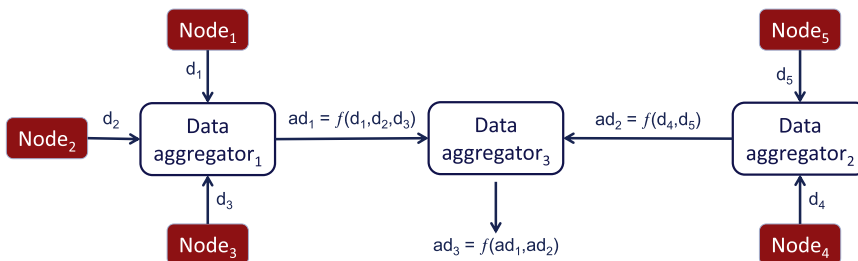 Node₁
Node₅
d₁
d₅
d₂
ad₁ = f(d₁,d₂,d₃)
ad₂ = f(d₄,d₅)
Node₂
Data
aggregator₁
Data
aggregator₃
Data
aggregator₂
d₃
d₄
Node₃
ad₃ = f(ad₁,ad₂)
Node₄